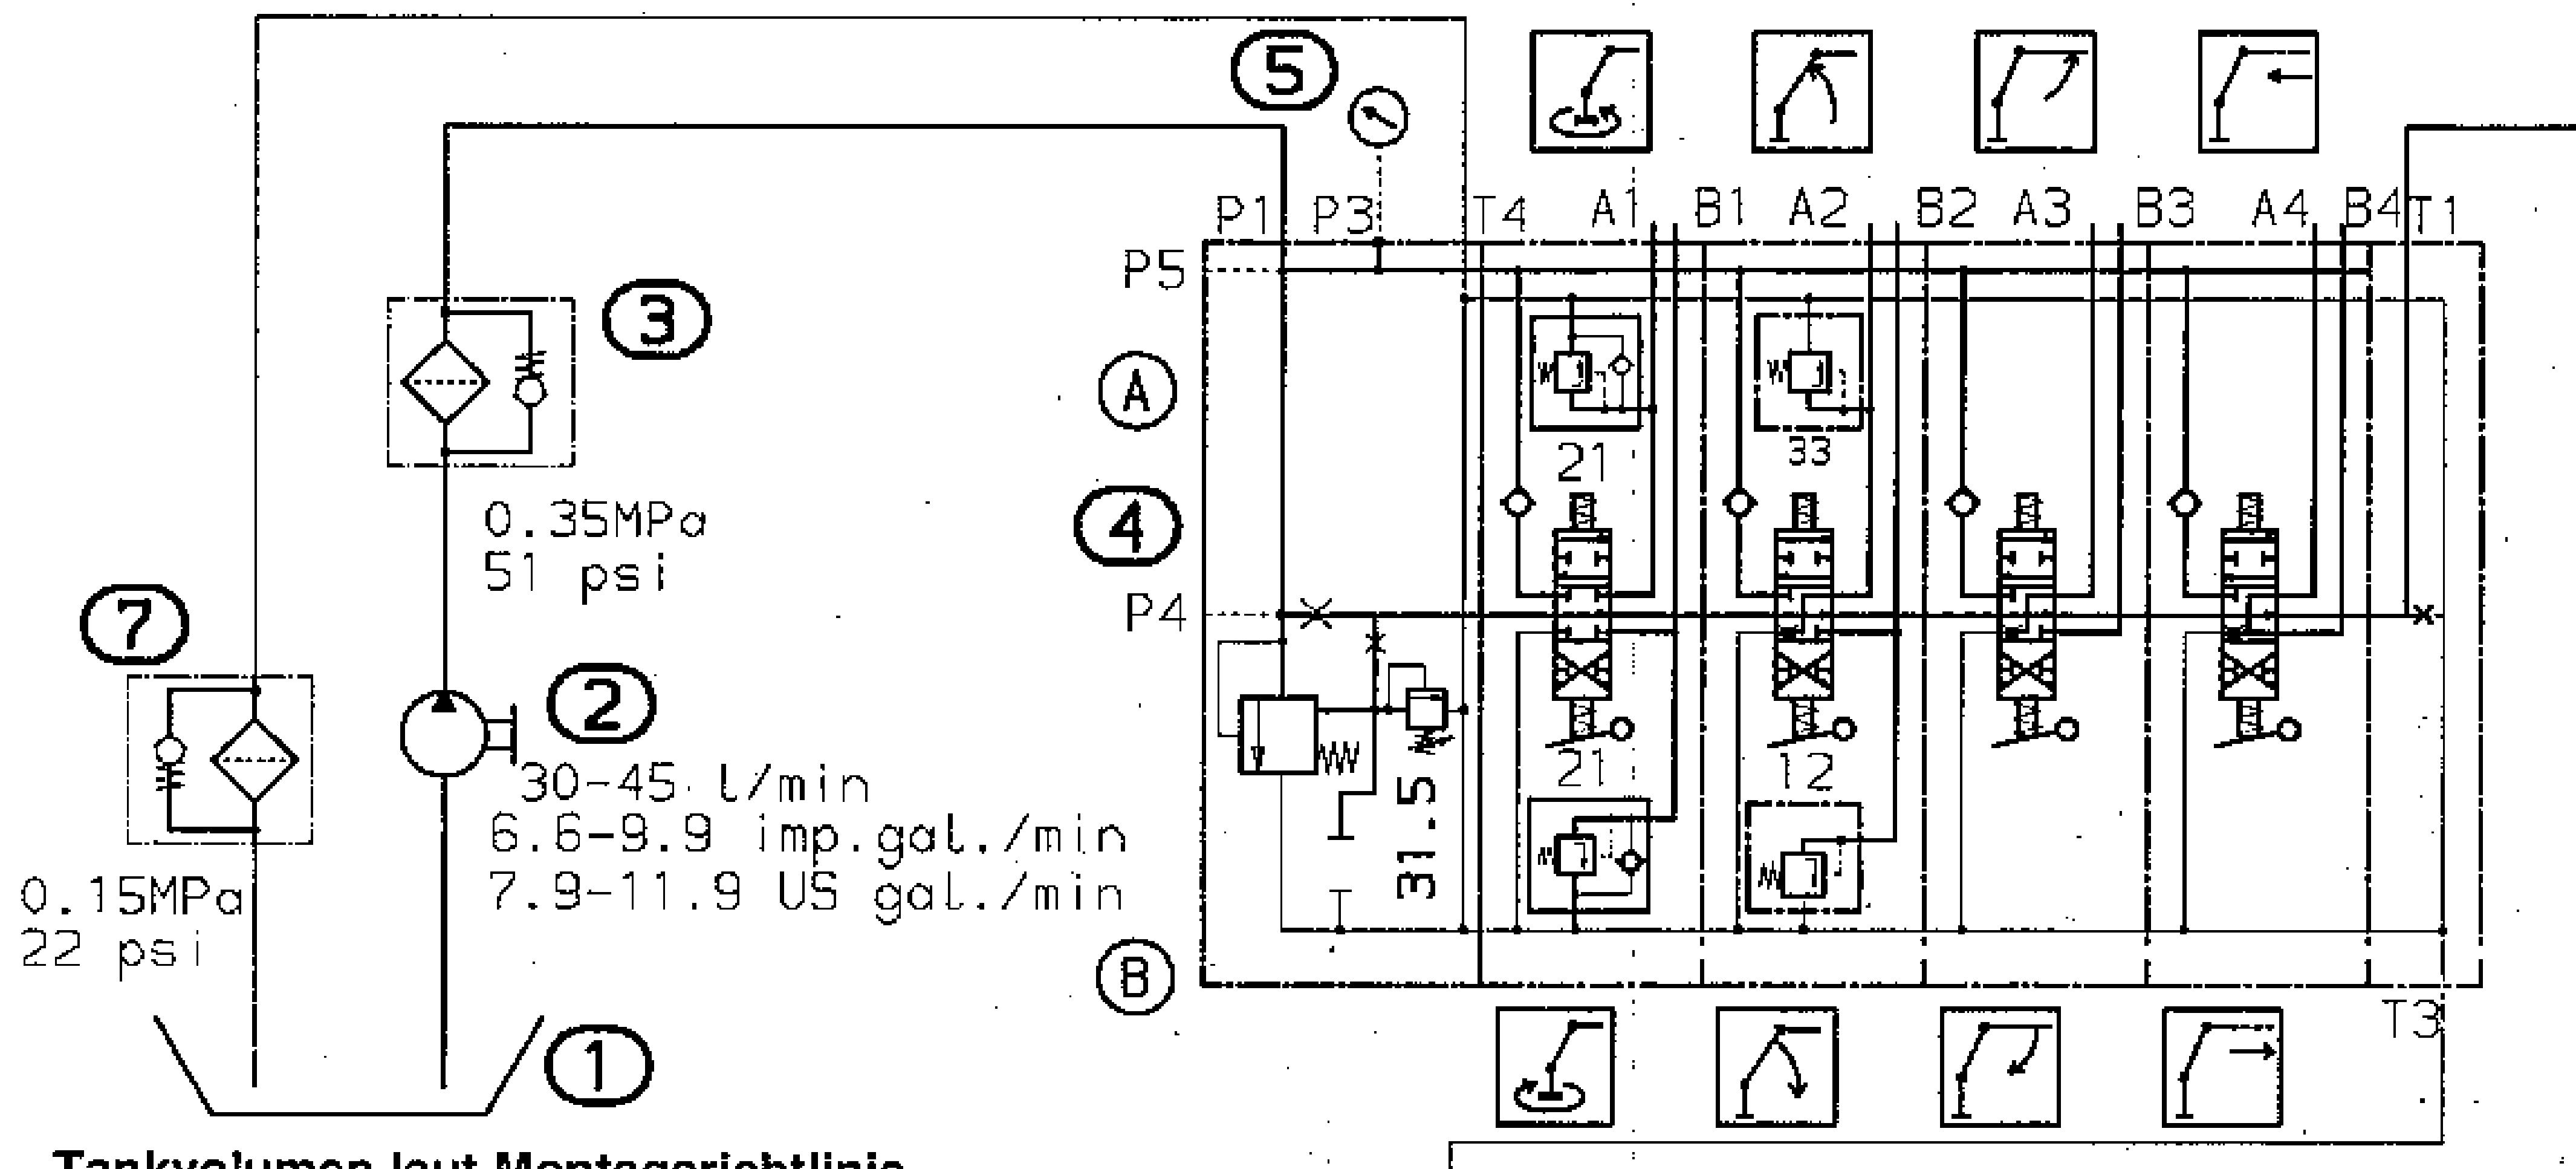 5
P1 P3 T4 A1 B1 A2 B2 A3 B3 A4 B4 T1
P5
3
A
21
33
0.35MPa
51 psi
4
7
P4
2
30-45 l/min
6.6-9.9 imp.gal./min
7.9-11.9 US gal./min
31.5
21
12
0.15MPa
22 psi
B
T3
1
Tankvolumen laut Montagerichtlinie